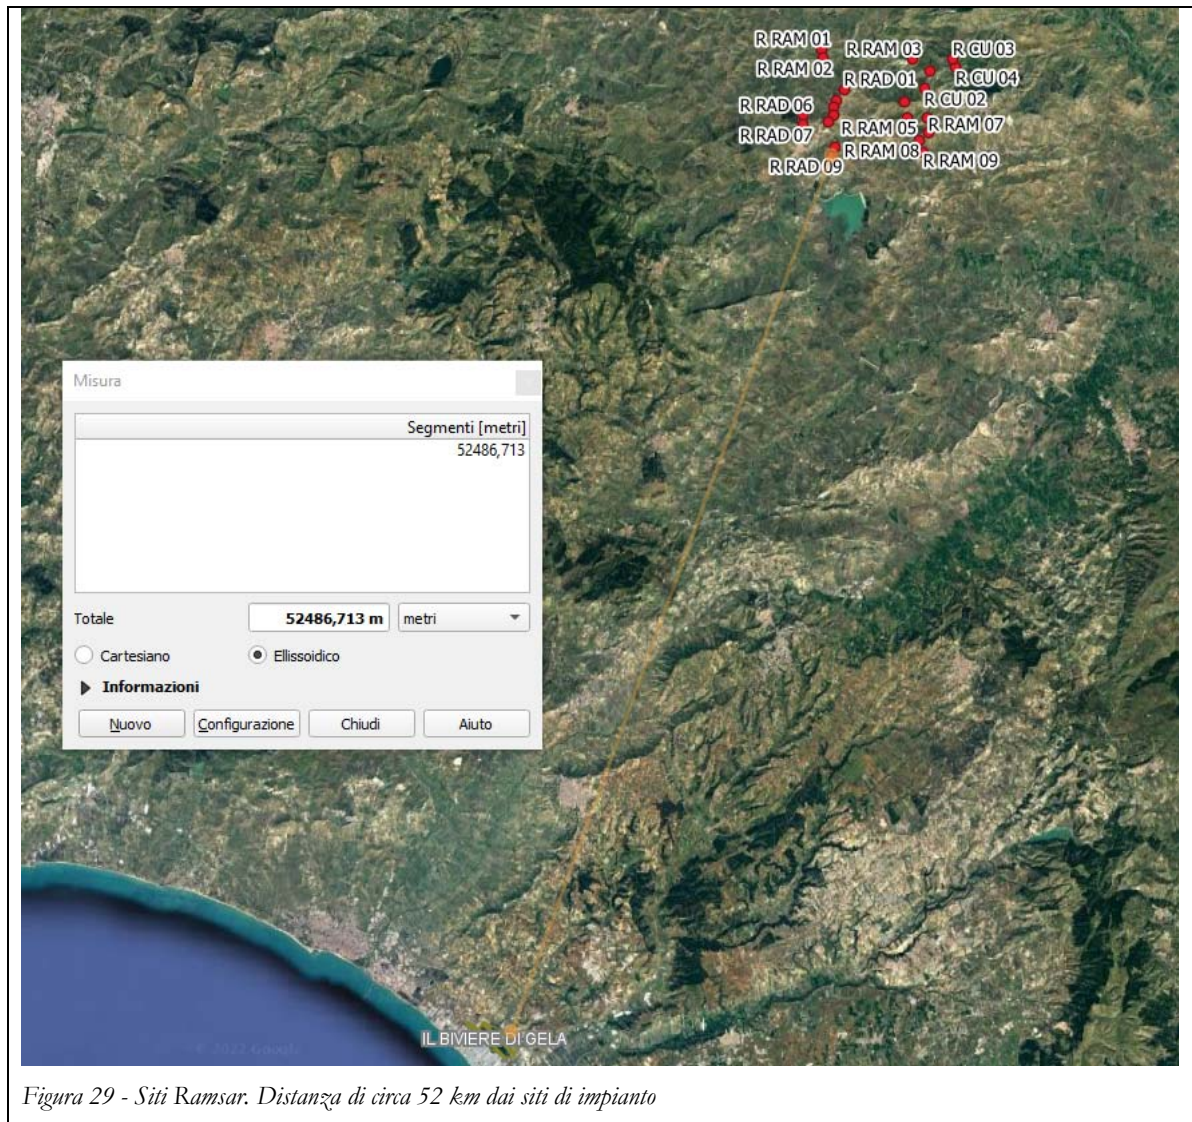 R RAM 01
R RAM 03
R CU 03
R RAM 02
R RAD 01
R CU 04
R RAD 06
R CU 02
R RAD 07
R RAM 05
R RAM 07
R RAM 08
R RAM 09
R RAD 09
Misura
Segmenti [metri]
52486,713
Totale
52486,713 m
metri
Cartesiano
Ellissoidico
Informazioni
Nuovo
Configurazione
Chiudi
Aiuto
IL BIVIERE DI GELA
© 2022 Google
Figura 29 - Siti Ramsar. Distanza di circa 52 km dai siti di impianto